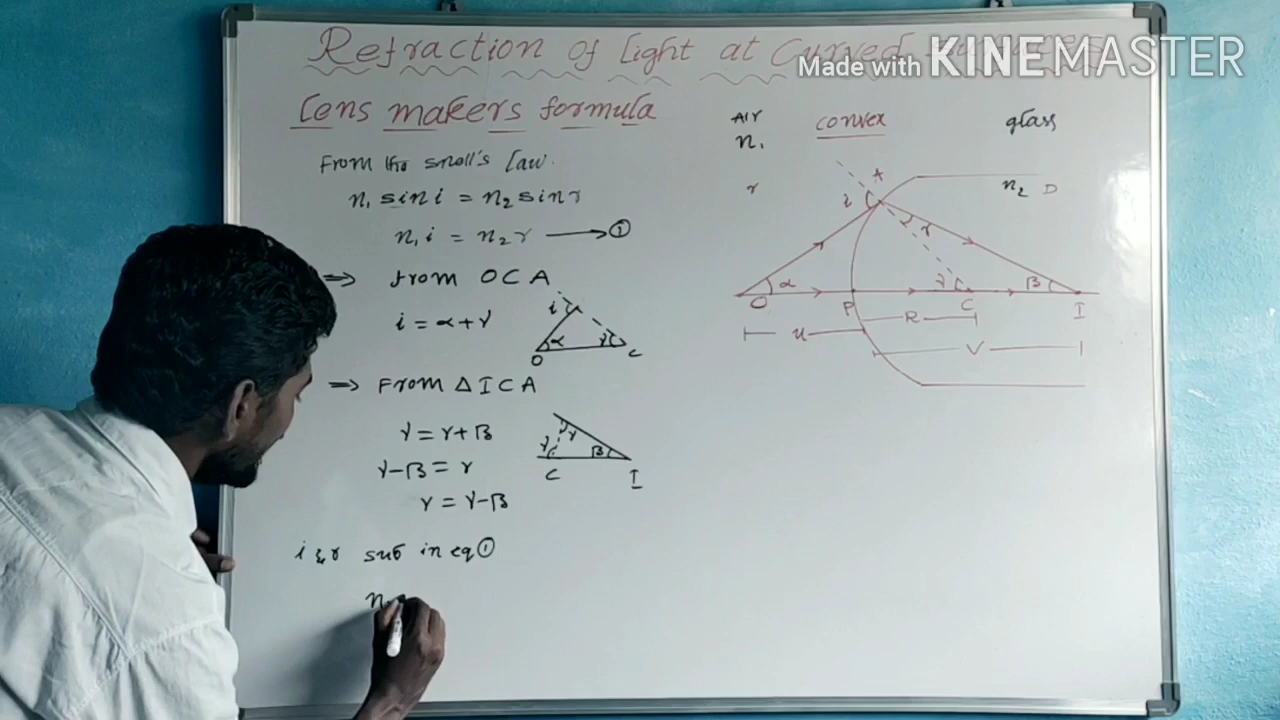 Refraction of light at Curved
Made with KINEMASTER
lens makers formula
From the snell's law.
n₁ sin i = n₂ sin r
n₁ i = n₂ r ⟶ ①
⇒ from OCA
i = α + γ
i
α γ
O C
⇒ From Δ ICA
γ = r + β
γ - β = r
r = γ - β
γ r β
C I
i & r sub in eq ①
n₁
AIr convex glass
n₁
A
r i r n₂ D
α γ β
O P C I
R
u
V